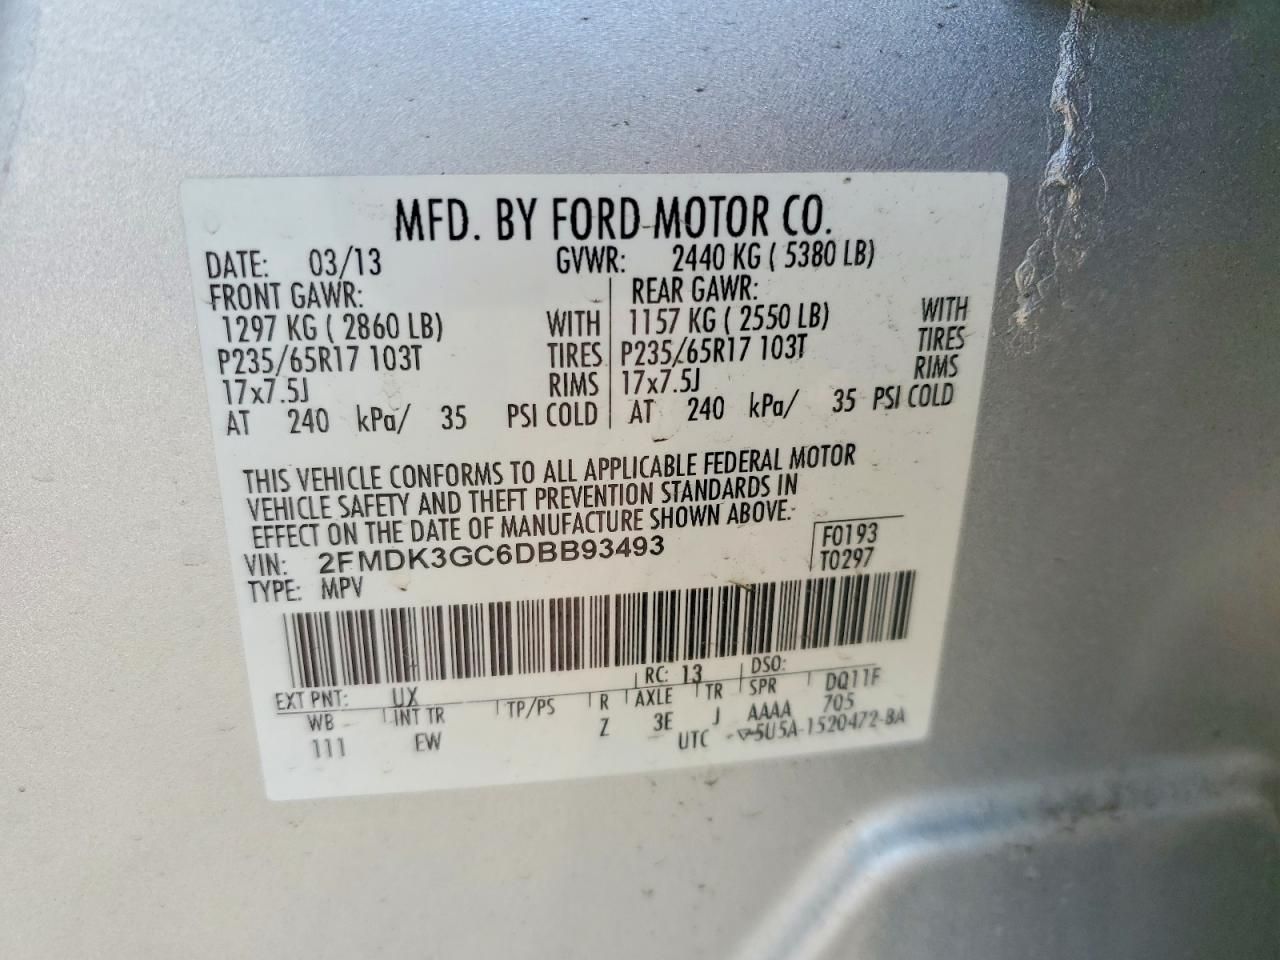 MFD. BY FORD MOTOR CO.
DATE: 03/13 GVWR: 2440 KG ( 5380 LB)
FRONT GAWR: REAR GAWR:
1297 KG ( 2860 LB) WITH 1157 KG ( 2550 LB) WITH
P235/65R17 103T TIRES P235/65R17 103T TIRES
17x7.5J RIMS 17x7.5J RIMS
AT 240 kPa/ 35 PSI COLD AT 240 kPa/ 35 PSI COLD
THIS VEHICLE CONFORMS TO ALL APPLICABLE FEDERAL MOTOR
VEHICLE SAFETY AND THEFT PREVENTION STANDARDS IN
EFFECT ON THE DATE OF MANUFACTURE SHOWN ABOVE.
VIN: 2FMDK3GC6DBB93493 F0193
TYPE: MPV T0297
EXT PNT: UX RC: 13 DSO:
WB INT TR TP/PS R AXLE TR SPR DQ11F
111 EW Z 3E J AAAA 705
UTC 5U5A-1520472-BA